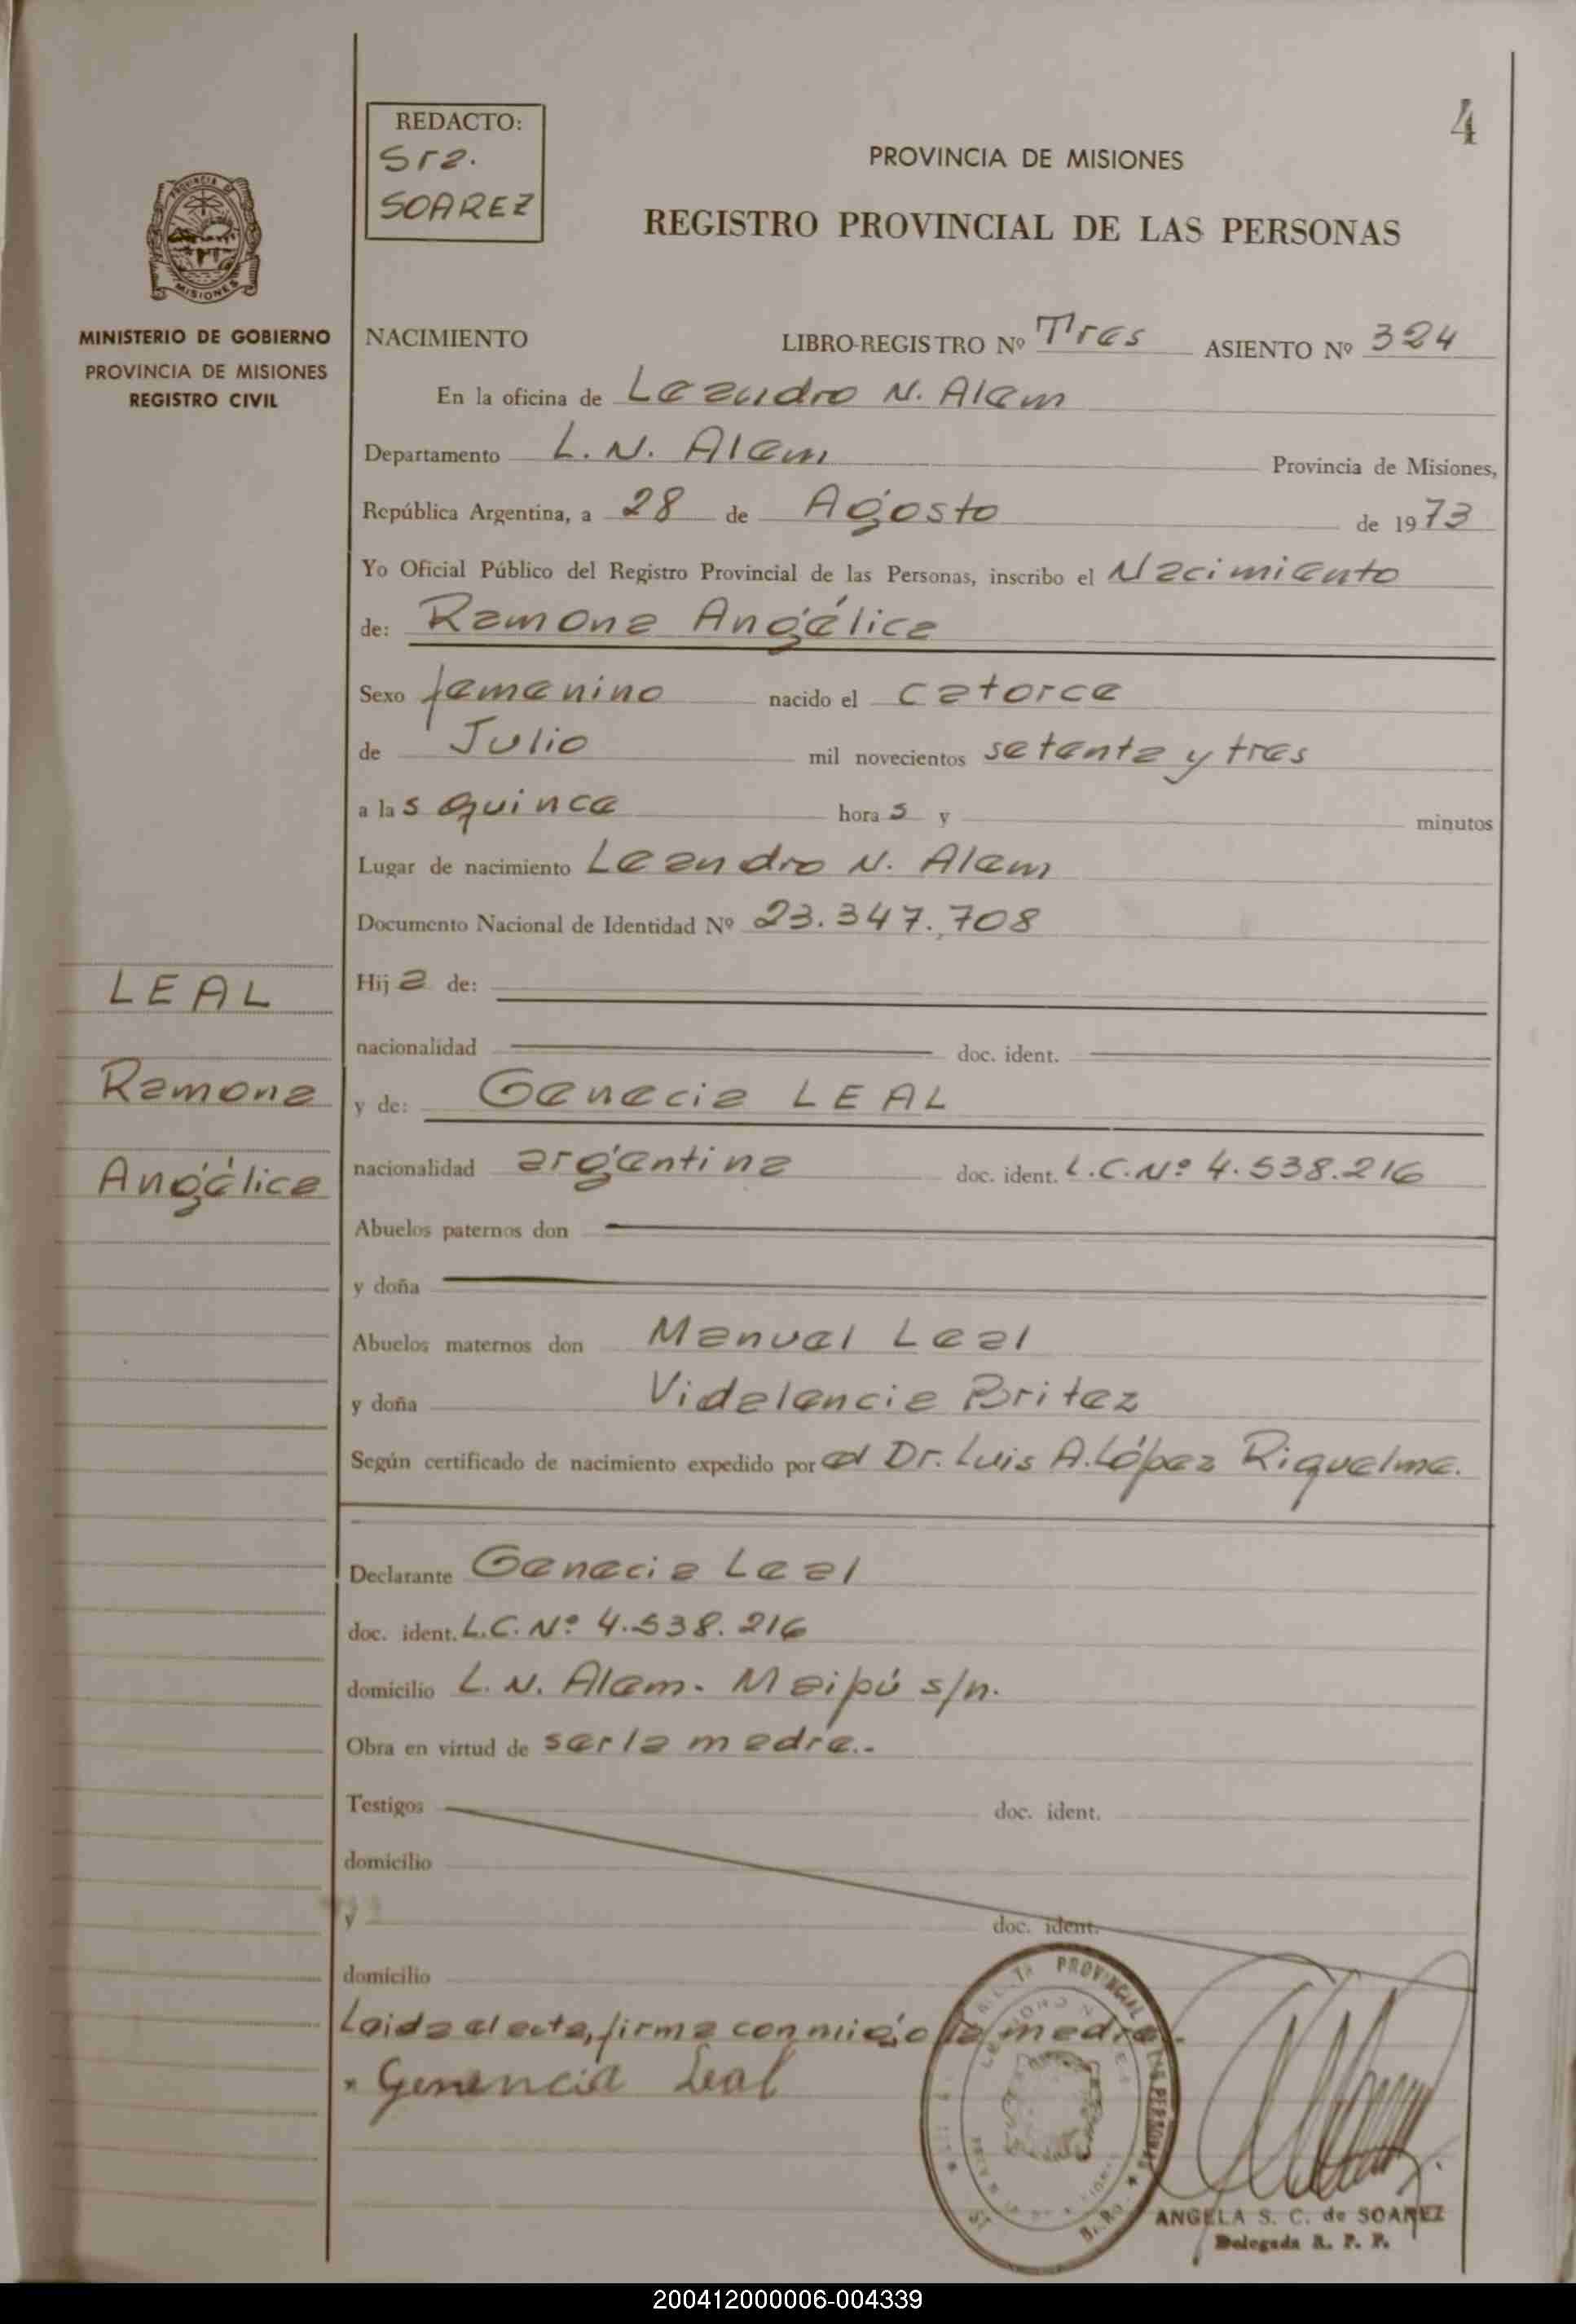 4
REDACTO:
Sra.
SOAREZ
PROVINCIA DE MISIONES
REGISTRO PROVINCIAL DE LAS PERSONAS
MISIONES
MINISTERIO DE GOBIERNO
PROVINCIA DE MISIONES
REGISTRO CIVIL
NACIMIENTO LIBRO-REGISTRO Nº Tres ASIENTO Nº 324
En la oficina de Leandro N. Alem
Departamento L. N. Alem Provincia de Misiones,
República Argentina, a 28 de Agosto de 1973
Yo Oficial Público del Registro Provincial de las Personas, inscribo el Nacimiento
de: Ramona Angélica
Sexo femenino nacido el catorce
de Julio mil novecientos setenta y tres
a las quince horas y minutos
Lugar de nacimiento Leandro N. Alem
Documento Nacional de Identidad Nº 23.347.708
Hija de:
nacionalidad doc. ident.
y de: Genecia LEAL
nacionalidad argentina doc. ident. L.C.Nº 4.538.216
LEAL
Ramona
Angélica
Abuelos paternos don
y doña
Abuelos maternos don Manuel Leal
y doña Videlencia Britez
Según certificado de nacimiento expedido por el Dr. Luis A. López Riquelme.
Declarante Genecia Leal
doc. ident. L.C. Nº 4.538.216
domicilio L. N. Alem. Maipú s/n.
Obra en virtud de ser la madre.-
Testigos doc. ident.
domicilio
y doc. ident.
domicilio
Leida el acta, firma conmigo la madre.-
Genencia Leal
PROVINCIAL
LAS PERSONAS
ANGELA S. C. de SOAREZ
Delegada R. P. P.
200412000006-004339